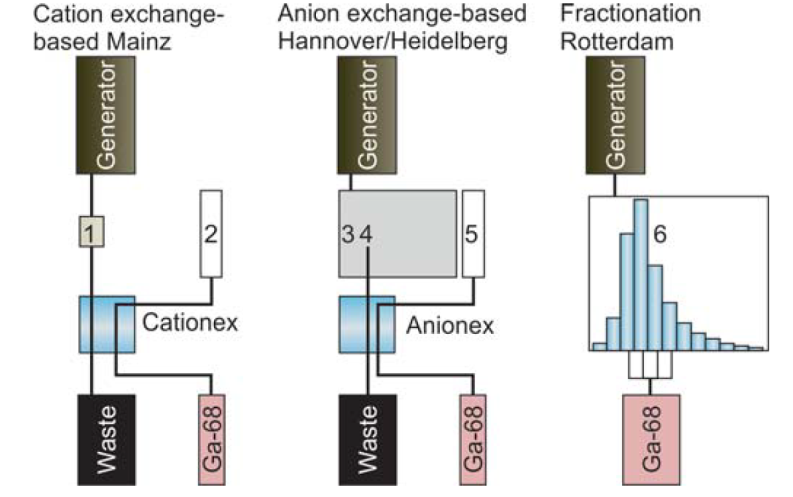 Cation exchange-
based Mainz
Anion exchange-based
Hannover/Heidelberg
Fractionation
Rotterdam
Generator
Generator
Generator
1
2
3 4
5
6
Cationex
Anionex
Waste
Ga-68
Waste
Ga-68
Ga-68